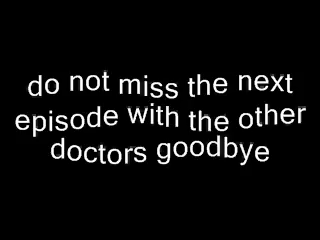 do not miss the next
episode with the other
doctors goodbye